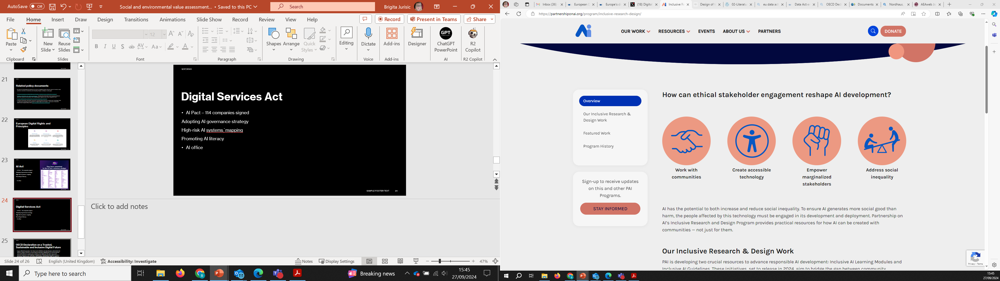 AutoSave Off
Social and environmental value assessment... • Saved to this PC
Search
Brigita Jurisic
File Home Insert Draw Design Transitions Animations Slide Show Record Review View Help
Record
Present in Teams
Share
Paste
New Slide
Reuse Slides
12
Shapes
Arrange
Quick Styles
Editing
Dictate
Add-ins
Designer
ChatGPT PowerPoint
R2 Copilot
Clipboard
Slides
Font
Paragraph
Drawing
Voice
Add-ins
AI
R2 Copilot
21
Related policy documents
22
European Digital Rights and
Principles
23
AI Act
They have committed
to the AI Pact voluntary pledges
24
Digital Services Act
25
OECD Declaration on a Trusted,
Sustainable and Inclusive Digital Future
9/27/2024
Digital Services Act
• AI Pact – 114 companies signed
Adopting AI governance strategy
High-risk AI systems´mapping
Promoting AI literacy
• AI office
SAMPLE FOOTER TEXT 24
Click to add notes
Slide 24 of 26
English (United Kingdom)
Accessibility: Investigate
Notes
Display Settings
47%
Type here to search
Breaking news
15:45
27/09/2024
Inbox (36)
European D
Europe's di
(18) Digital
Inclusive Re
Design of t
02-Literatu
eu data act
Data Act e
OECD Decl
Documents
Nordhaus,
AEAweb Jo
https://partnershiponai.org/program/inclusive-research-design/
OUR WORK
RESOURCES
EVENTS
ABOUT US
PARTNERS
DONATE
Overview
Our Inclusive Research &
Design Work
Featured Work
Program History
Sign-up to receive updates
on this and other PAI
Programs.
STAY INFORMED
How can ethical stakeholder engagement reshape AI development?
Work with
communities
Create accessible
technology
Empower
marginalized
stakeholders
Address social
inequality
AI has the potential to both increase and reduce social inequality. To ensure AI generates more social good than
harm, the people affected by this technology must be engaged in its development and deployment. Partnership on
AI's Inclusive Research and Design Program provides practical resources for how AI can be created with
communities — not just for them.
Our Inclusive Research & Design Work
PAI is developing two crucial resources to advance responsible AI development: Inclusive AI Learning Modules and
Inclusive AI Guidelines. These initiatives, set to release in 2024, aim to bridge the gap between community
Privacy - Terms
15:45
27/09/2024